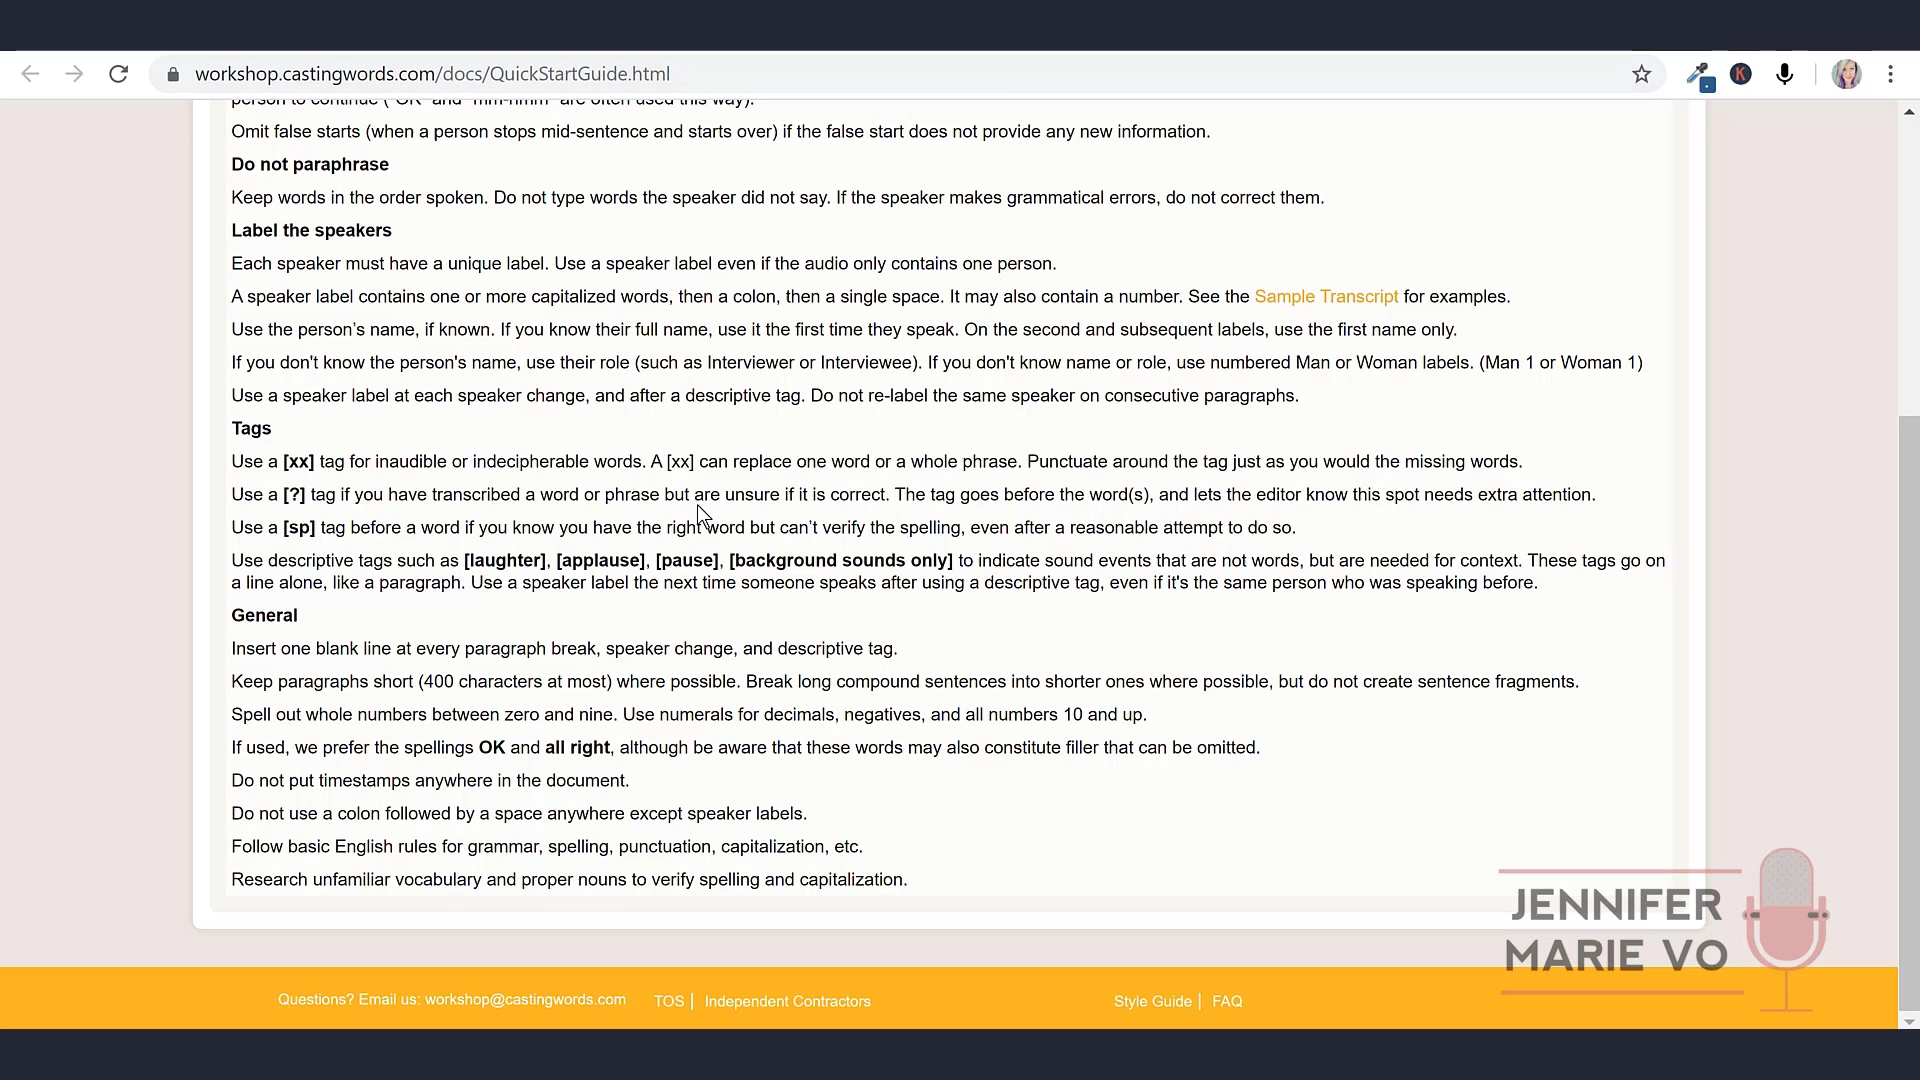 workshop.castingwords.com/docs/QuickStartGuide.html
K
person to continue ("OK" and "mm-hmm" are often used this way).
Omit false starts (when a person stops mid-sentence and starts over) if the false start does not provide any new information.
Do not paraphrase
Keep words in the order spoken. Do not type words the speaker did not say. If the speaker makes grammatical errors, do not correct them.
Label the speakers
Each speaker must have a unique label. Use a speaker label even if the audio only contains one person.
A speaker label contains one or more capitalized words, then a colon, then a single space. It may also contain a number. See the Sample Transcript for examples.
Use the person’s name, if known. If you know their full name, use it the first time they speak. On the second and subsequent labels, use the first name only.
If you don't know the person's name, use their role (such as Interviewer or Interviewee). If you don't know name or role, use numbered Man or Woman labels. (Man 1 or Woman 1)
Use a speaker label at each speaker change, and after a descriptive tag. Do not re-label the same speaker on consecutive paragraphs.
Tags
Use a [xx] tag for inaudible or indecipherable words. A [xx] can replace one word or a whole phrase. Punctuate around the tag just as you would the missing words.
Use a [?] tag if you have transcribed a word or phrase but are unsure if it is correct. The tag goes before the word(s), and lets the editor know this spot needs extra attention.
Use a [sp] tag before a word if you know you have the right word but can’t verify the spelling, even after a reasonable attempt to do so.
Use descriptive tags such as [laughter], [applause], [pause], [background sounds only] to indicate sound events that are not words, but are needed for context. These tags go on
a line alone, like a paragraph. Use a speaker label the next time someone speaks after using a descriptive tag, even if it's the same person who was speaking before.
General
Insert one blank line at every paragraph break, speaker change, and descriptive tag.
Keep paragraphs short (400 characters at most) where possible. Break long compound sentences into shorter ones where possible, but do not create sentence fragments.
Spell out whole numbers between zero and nine. Use numerals for decimals, negatives, and all numbers 10 and up.
If used, we prefer the spellings OK and all right, although be aware that these words may also constitute filler that can be omitted.
Do not put timestamps anywhere in the document.
Do not use a colon followed by a space anywhere except speaker labels.
Follow basic English rules for grammar, spelling, punctuation, capitalization, etc.
Research unfamiliar vocabulary and proper nouns to verify spelling and capitalization.
JENNIFER
MARIE VO
Questions? Email us: workshop@castingwords.com TOS | Independent Contractors Style Guide | FAQ